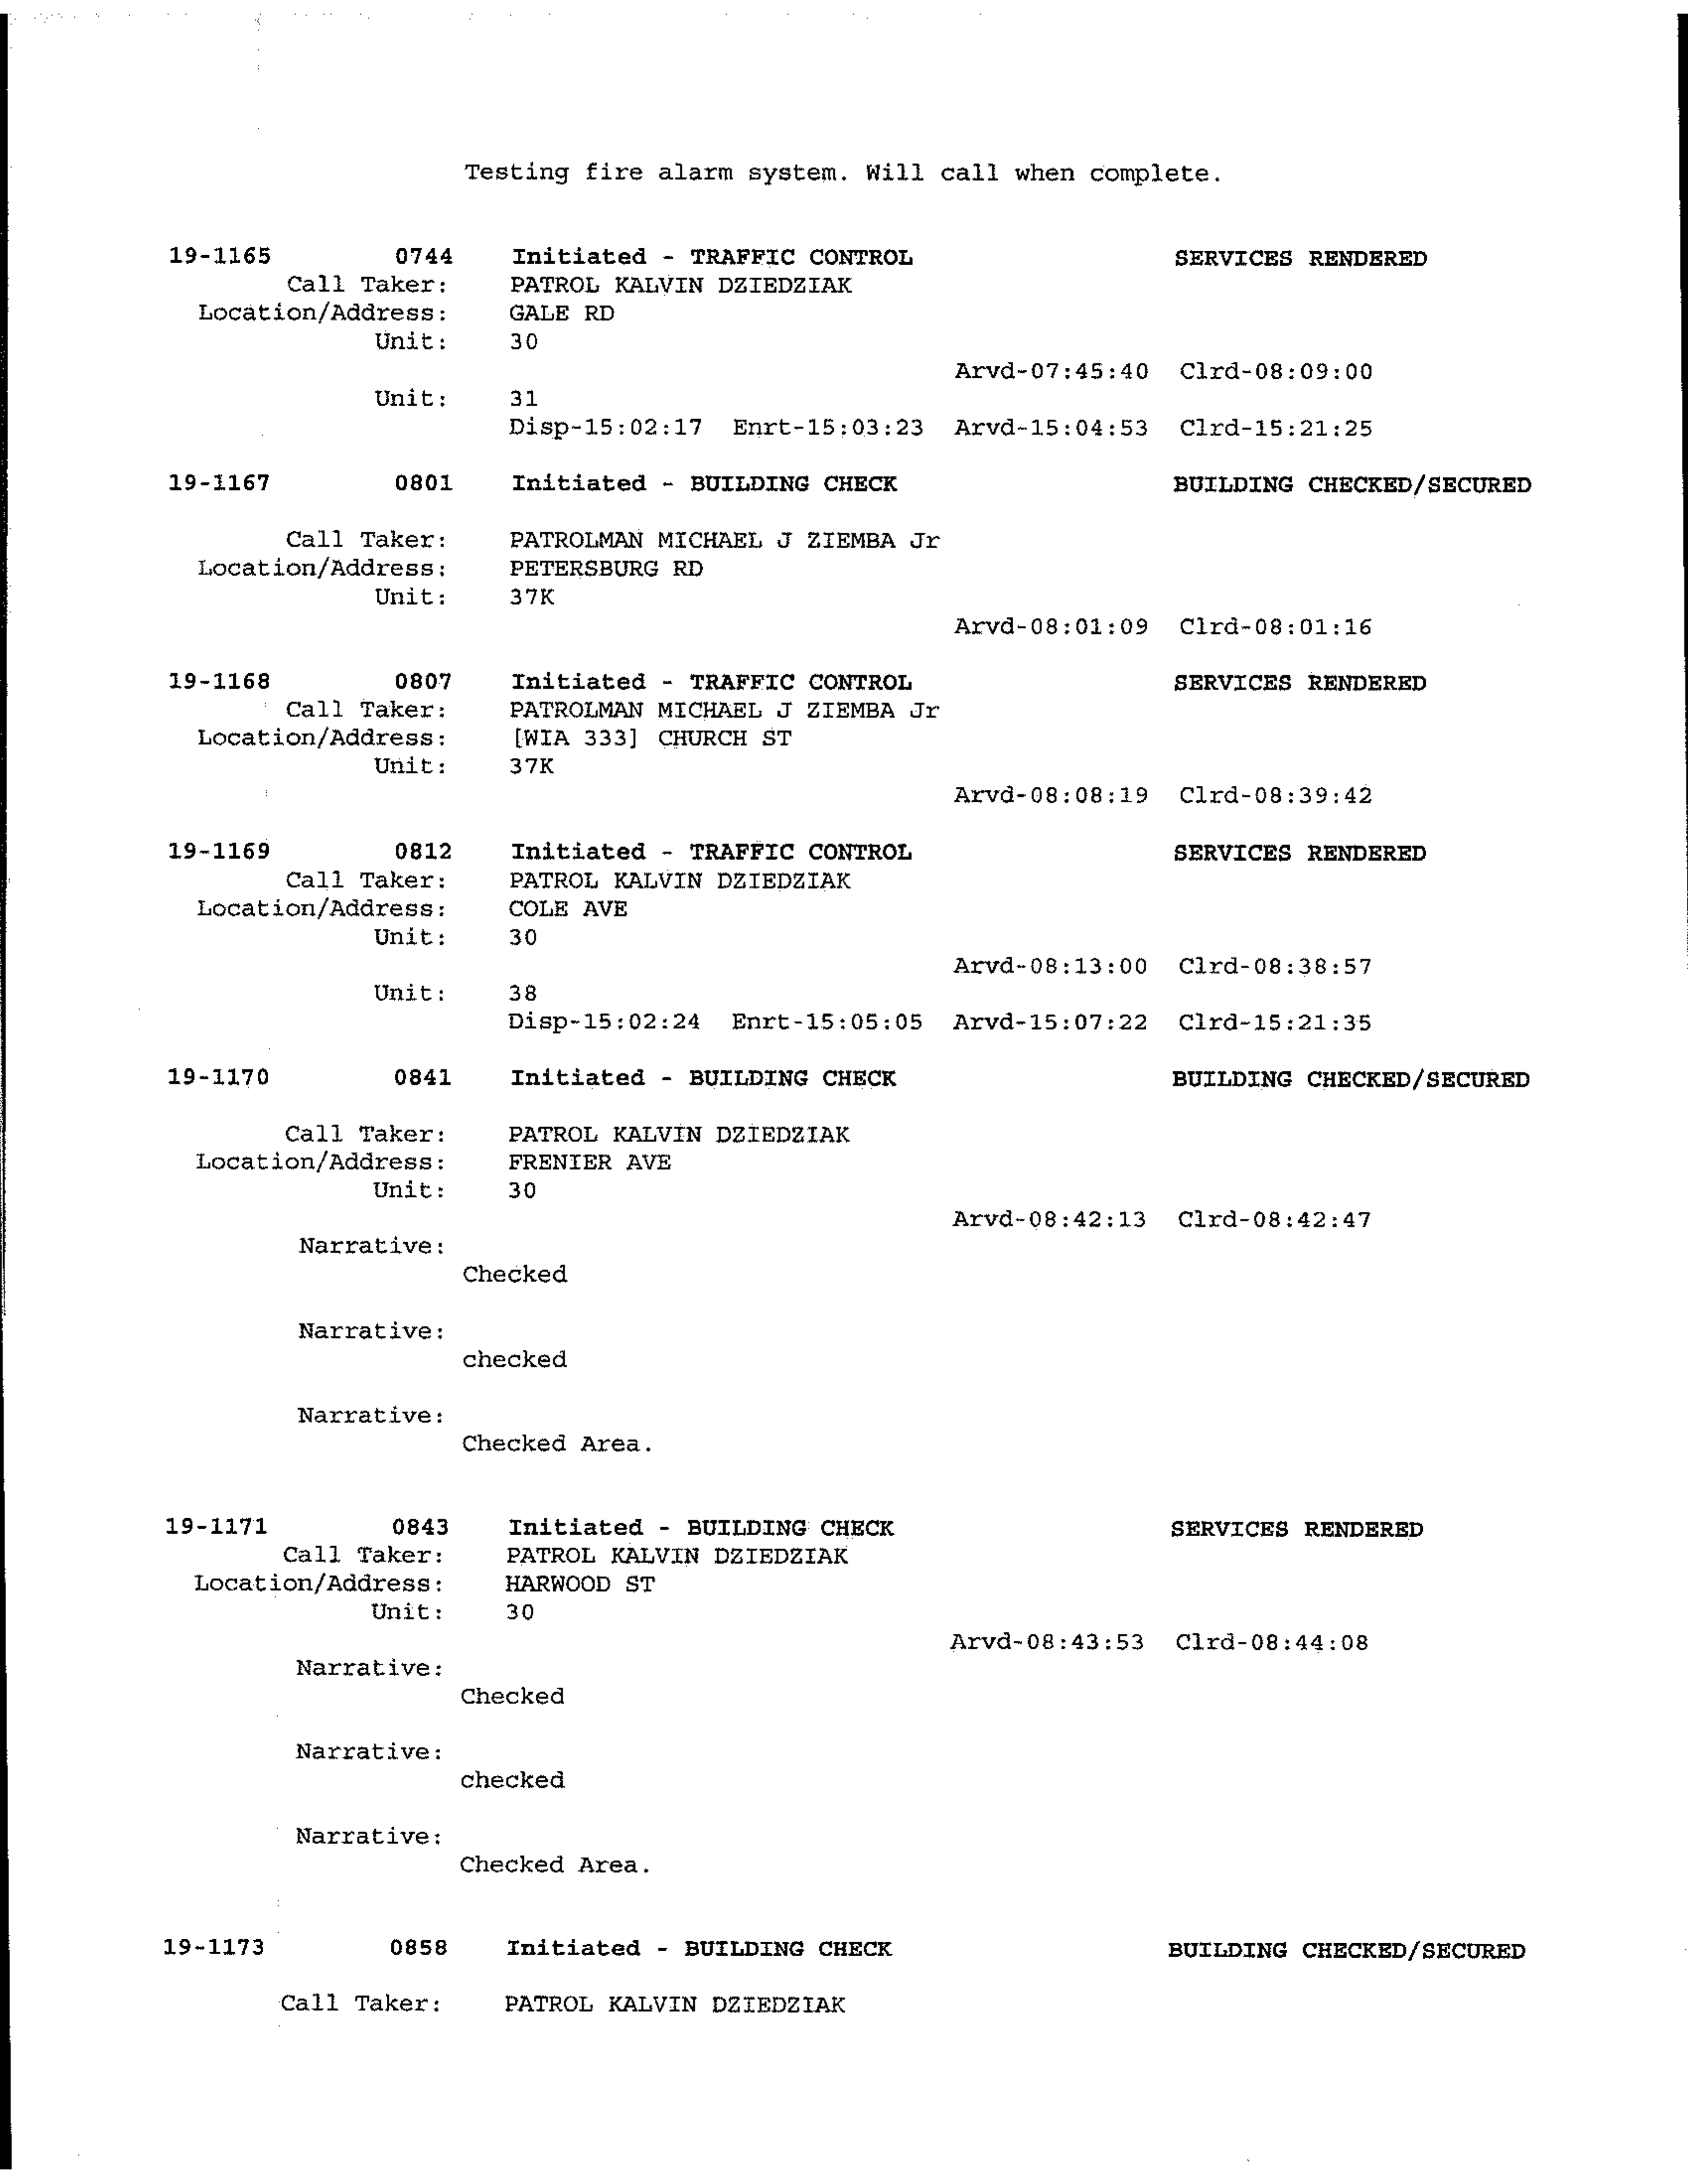 Testing fire alarm system. Will call when complete.
19-1165 0744 Initiated - TRAFFIC CONTROL SERVICES RENDERED
Call Taker: PATROL KALVIN DZIEDZIAK
Location/Address: GALE RD
Unit: 30
Arvd-07:45:40 Clrd-08:09:00
Unit: 31
Disp-15:02:17 Enrt-15:03:23 Arvd-15:04:53 Clrd-15:21:25
19-1167 0801 Initiated - BUILDING CHECK BUILDING CHECKED/SECURED
Call Taker: PATROLMAN MICHAEL J ZIEMBA Jr
Location/Address: PETERSBURG RD
Unit: 37K
Arvd-08:01:09 Clrd-08:01:16
19-1168 0807 Initiated - TRAFFIC CONTROL SERVICES RENDERED
Call Taker: PATROLMAN MICHAEL J ZIEMBA Jr
Location/Address: [WIA 333] CHURCH ST
Unit: 37K
Arvd-08:08:19 Clrd-08:39:42
19-1169 0812 Initiated - TRAFFIC CONTROL SERVICES RENDERED
Call Taker: PATROL KALVIN DZIEDZIAK
Location/Address: COLE AVE
Unit: 30
Arvd-08:13:00 Clrd-08:38:57
Unit: 38
Disp-15:02:24 Enrt-15:05:05 Arvd-15:07:22 Clrd-15:21:35
19-1170 0841 Initiated - BUILDING CHECK BUILDING CHECKED/SECURED
Call Taker: PATROL KALVIN DZIEDZIAK
Location/Address: FRENIER AVE
Unit: 30
Arvd-08:42:13 Clrd-08:42:47
Narrative:
Checked
Narrative:
checked
Narrative:
Checked Area.
19-1171 0843 Initiated - BUILDING CHECK SERVICES RENDERED
Call Taker: PATROL KALVIN DZIEDZIAK
Location/Address: HARWOOD ST
Unit: 30
Arvd-08:43:53 Clrd-08:44:08
Narrative:
Checked
Narrative:
checked
Narrative:
Checked Area.
19-1173 0858 Initiated - BUILDING CHECK BUILDING CHECKED/SECURED
Call Taker: PATROL KALVIN DZIEDZIAK